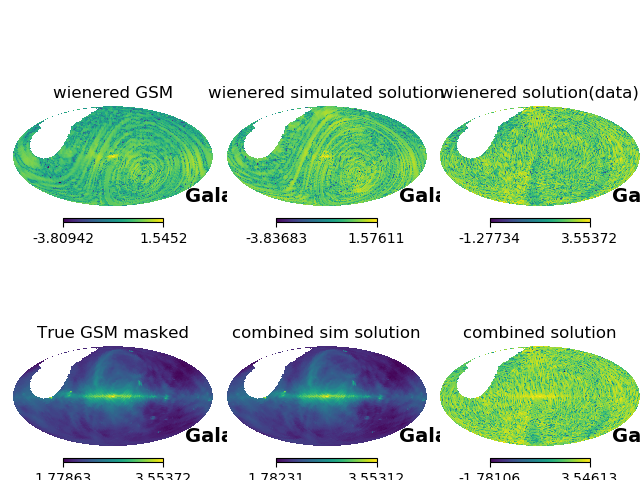 wienered GSM
wienered simulated solution
wienered solution(data)
Gala
Gala
Ga
-3.80942
1.5452
-3.83683
1.57611
-1.27734
3.55372
True GSM masked
combined sim solution
combined solution
Gala
Gala
Ga
1.77863
3.55372
1.78231
3.55312
-1.78106
3.54613